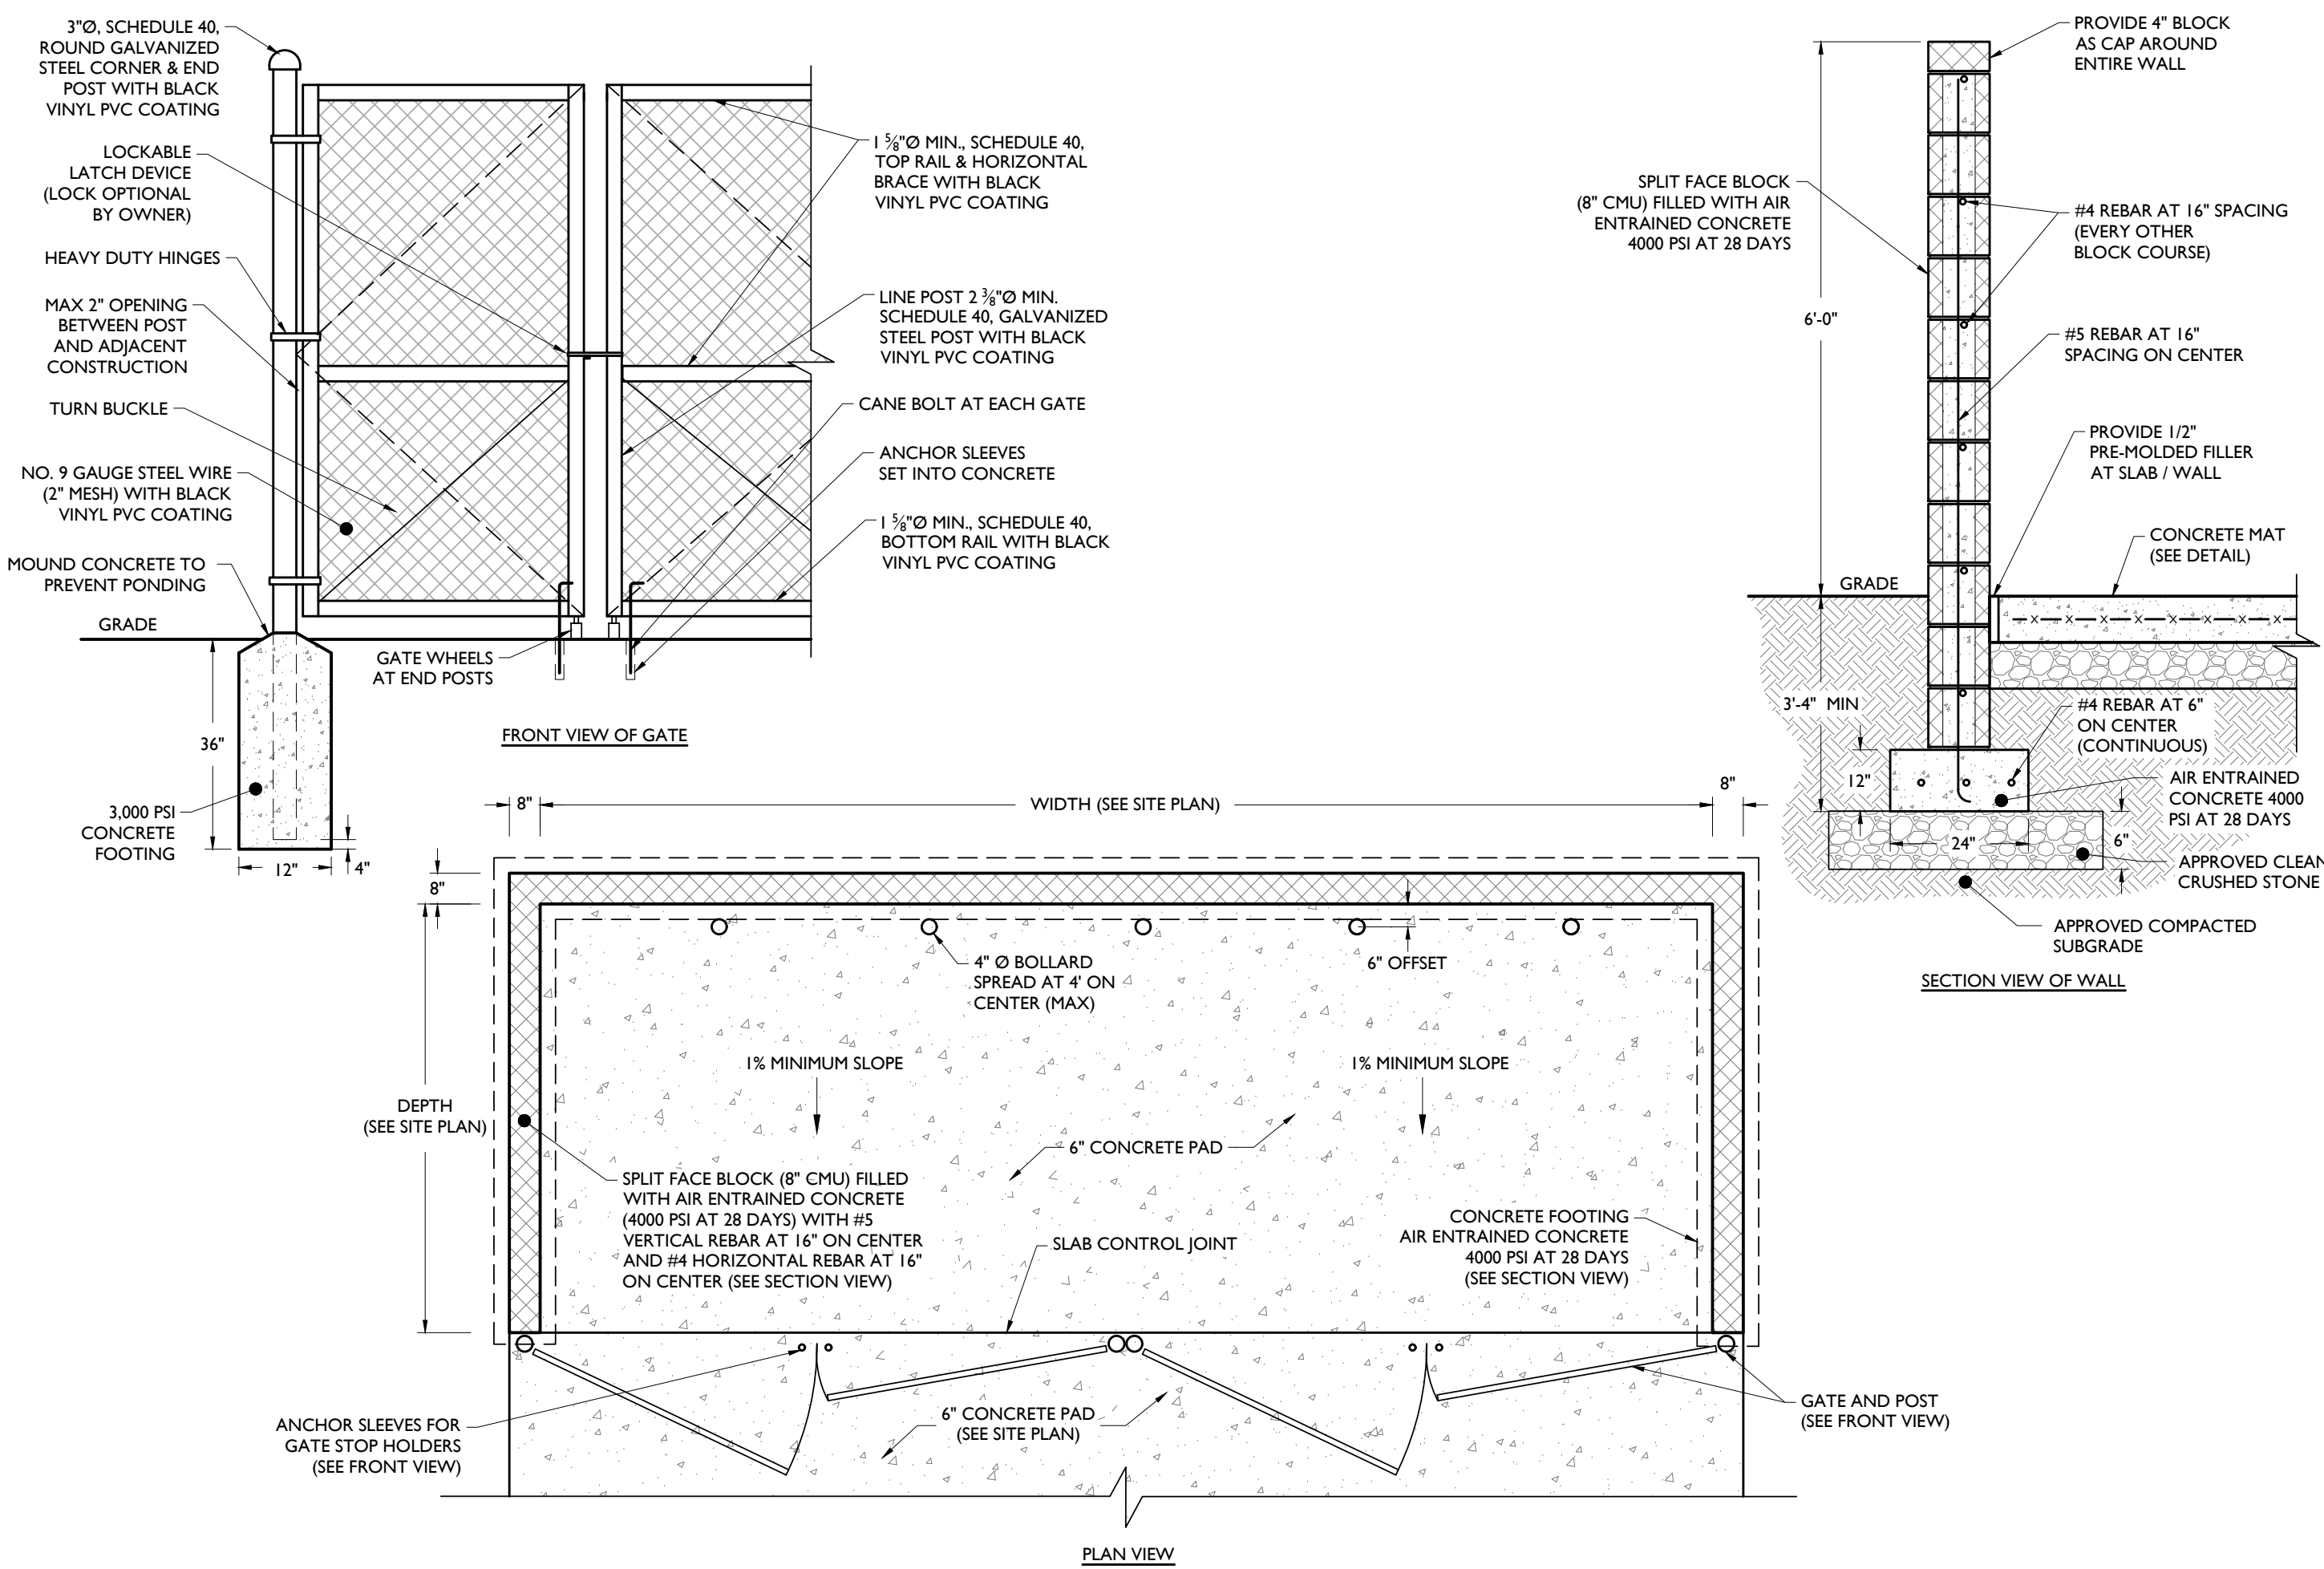 3"Ø, SCHEDULE 40,
ROUND GALVANIZED
STEEL CORNER & END
POST WITH BLACK
VINYL PVC COATING
LOCKABLE
LATCH DEVICE
(LOCK OPTIONAL
BY OWNER)
HEAVY DUTY HINGES
MAX 2" OPENING
BETWEEN POST
AND ADJACENT
CONSTRUCTION
TURN BUCKLE
NO. 9 GAUGE STEEL WIRE
(2" MESH) WITH BLACK
VINYL PVC COATING
MOUND CONCRETE TO
PREVENT PONDING
GRADE
36"
3,000 PSI
CONCRETE
FOOTING
12"
4"
1 5/8"Ø MIN., SCHEDULE 40,
TOP RAIL & HORIZONTAL
BRACE WITH BLACK
VINYL PVC COATING
LINE POST 2 3/8"Ø MIN.
SCHEDULE 40, GALVANIZED
STEEL POST WITH BLACK
VINYL PVC COATING
CANE BOLT AT EACH GATE
ANCHOR SLEEVES
SET INTO CONCRETE
1 5/8"Ø MIN., SCHEDULE 40,
BOTTOM RAIL WITH BLACK
VINYL PVC COATING
GATE WHEELS
AT END POSTS
FRONT VIEW OF GATE
PROVIDE 4" BLOCK
AS CAP AROUND
ENTIRE WALL
SPLIT FACE BLOCK
(8" CMU) FILLED WITH AIR
ENTRAINED CONCRETE
4000 PSI AT 28 DAYS
#4 REBAR AT 16" SPACING
(EVERY OTHER
BLOCK COURSE)
6'-0"
#5 REBAR AT 16"
SPACING ON CENTER
PROVIDE 1/2"
PRE-MOLDED FILLER
AT SLAB / WALL
CONCRETE MAT
(SEE DETAIL)
GRADE
X X X X X X X X
3'-4" MIN
#4 REBAR AT 6"
ON CENTER
(CONTINUOUS)
12"
AIR ENTRAINED
CONCRETE 4000
PSI AT 28 DAYS
24"
6"
APPROVED CLEAN
CRUSHED STONE
APPROVED COMPACTED
SUBGRADE
SECTION VIEW OF WALL
8"
WIDTH (SEE SITE PLAN)
8"
8"
4" Ø BOLLARD
SPREAD AT 4' ON
CENTER (MAX)
6" OFFSET
1% MINIMUM SLOPE
1% MINIMUM SLOPE
DEPTH
(SEE SITE PLAN)
6" CONCRETE PAD
SPLIT FACE BLOCK (8" CMU) FILLED
WITH AIR ENTRAINED CONCRETE
(4000 PSI AT 28 DAYS) WITH #5
VERTICAL REBAR AT 16" ON CENTER
AND #4 HORIZONTAL REBAR AT 16"
ON CENTER (SEE SECTION VIEW)
SLAB CONTROL JOINT
CONCRETE FOOTING
AIR ENTRAINED CONCRETE
4000 PSI AT 28 DAYS
(SEE SECTION VIEW)
ANCHOR SLEEVES FOR
GATE STOP HOLDERS
(SEE FRONT VIEW)
6" CONCRETE PAD
(SEE SITE PLAN)
GATE AND POST
(SEE FRONT VIEW)
PLAN VIEW